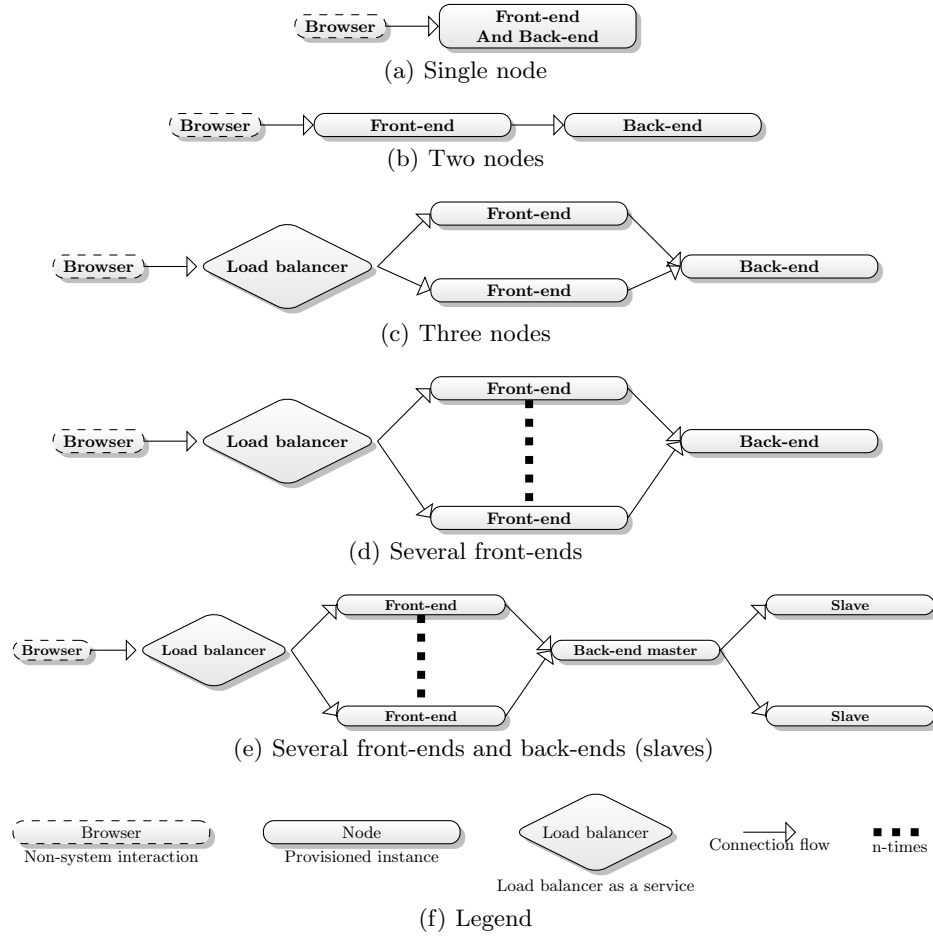 Browser
Front-end
And Back-end
(a) Single node
Browser
Front-end
Back-end
(b) Two nodes
Front-end
Browser
Load balancer
Back-end
Front-end
(c) Three nodes
Front-end
Browser
Load balancer
Back-end
Front-end
(d) Several front-ends
Front-end
Slave
Browser
Load balancer
Back-end master
Front-end
Slave
(e) Several front-ends and back-ends (slaves)
Browser
Non-system interaction
Node
Provisioned instance
Load balancer
Load balancer as a service
Connection flow
n-times
(f) Legend